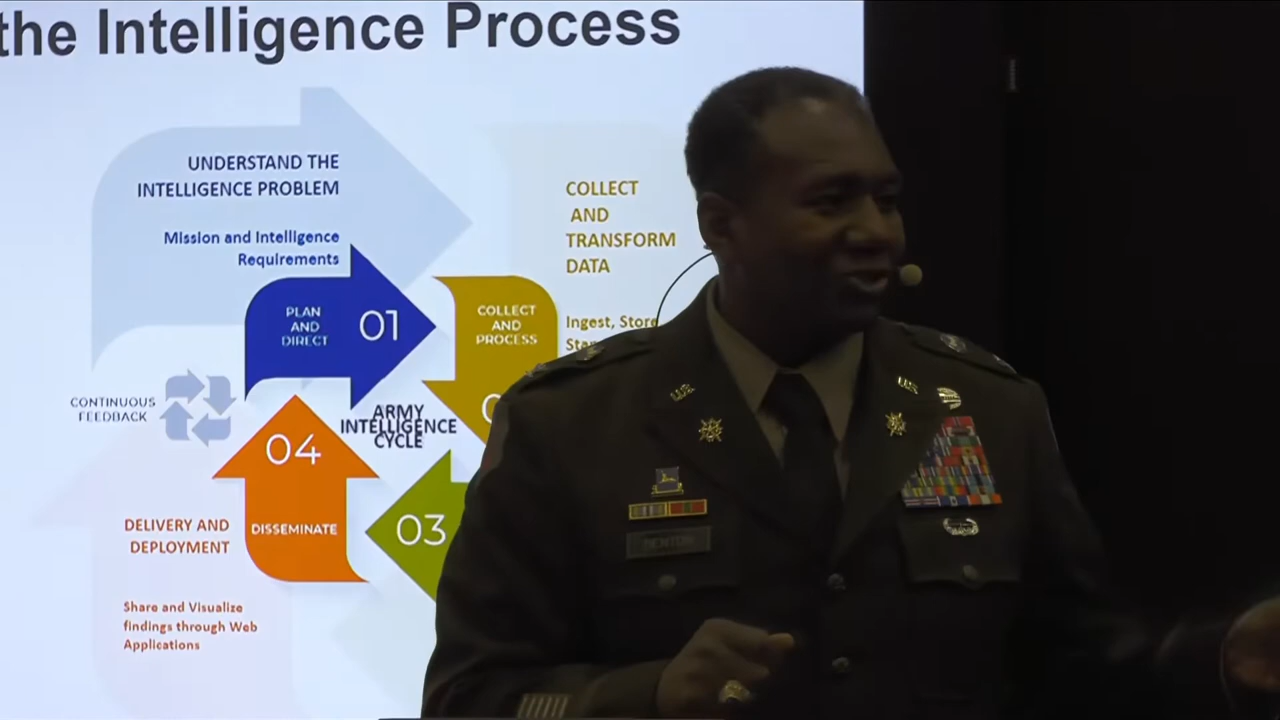 the Intelligence Process
UNDERSTAND THE
INTELLIGENCE PROBLEM
Mission and Intelligence
Requirements
PLAN
AND
DIRECT
01
COLLECT
AND
PROCESS
COLLECT
AND
TRANSFORM
DATA
Ingest, Store
CONTINUOUS
FEEDBACK
ARMY
INTELLIGENCE
CYCLE
04
DISSEMINATE
03
DELIVERY AND
DEPLOYMENT
Share and Visualize
findings through Web
Applications
U.S.
U.S.